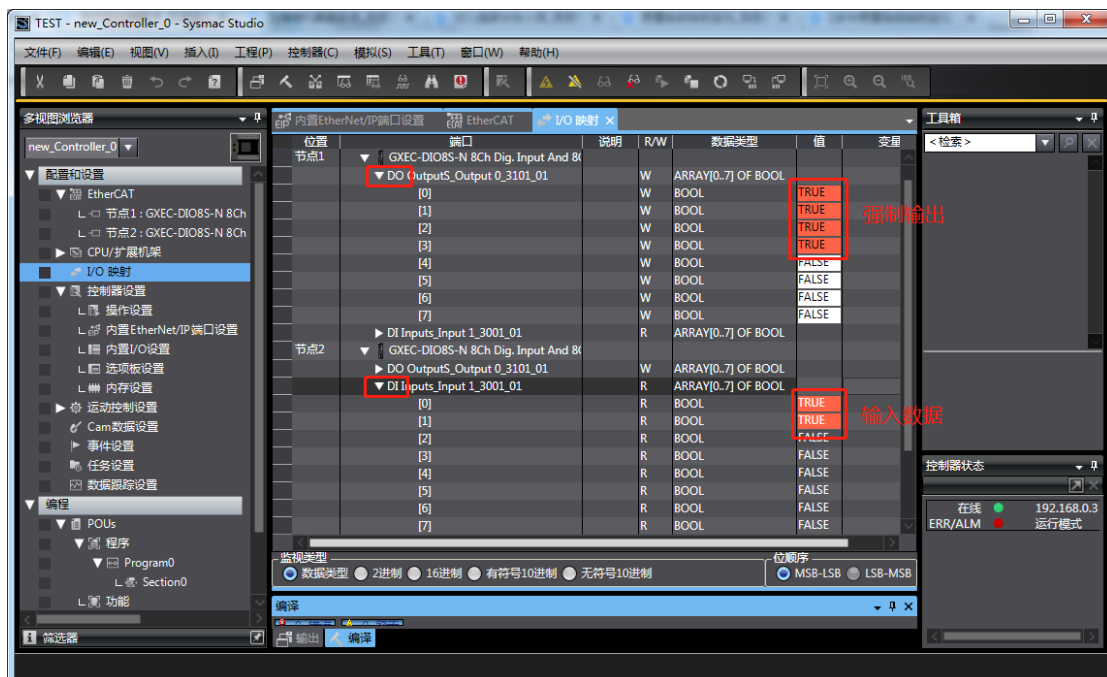 TEST - new_Controller_0 - Sysmac Studio
文件(F) 编辑(E) 视图(V) 插入(I) 工程(P) 控制器(C) 模拟(S) 工具(T) 窗口(W) 帮助(H)
多视图浏览器
new_Controller_0
配置和设置
EtherCAT
节点1 : GXEC-DIO8S-N 8Ch
节点2 : GXEC-DIO8S-N 8Ch
CPU/扩展机架
I/O 映射
控制器设置
操作设置
内置EtherNet/IP端口设置
内置I/O设置
选项板设置
内存设置
运动控制设置
Cam数据设置
事件设置
任务设置
数据跟踪设置
编程
POUs
程序
Program0
Section0
功能
筛选器
内置EtherNet/IP端口设置 EtherCAT I/O 映射
位置 端口 说明 R/W 数据类型 值 变量
节点1 GXEC-DIO8S-N 8Ch Dig. Input And 8(
DO OutputS_Output 0_3101_01 W ARRAY[0..7] OF BOOL
[0] W BOOL TRUE
[1] W BOOL TRUE
[2] W BOOL TRUE
[3] W BOOL TRUE
[4] W BOOL FALSE
[5] W BOOL FALSE
[6] W BOOL FALSE
[7] W BOOL FALSE
强制输出
DI Inputs_Input 1_3001_01 R ARRAY[0..7] OF BOOL
节点2 GXEC-DIO8S-N 8Ch Dig. Input And 8(
DO OutputS_Output 0_3101_01 W ARRAY[0..7] OF BOOL
DI Inputs_Input 1_3001_01 R ARRAY[0..7] OF BOOL
[0] R BOOL TRUE
[1] R BOOL TRUE
[2] R BOOL FALSE
[3] R BOOL FALSE
[4] R BOOL FALSE
[5] R BOOL FALSE
[6] R BOOL FALSE
[7] R BOOL FALSE
输入数据
监视类型
数据类型 2进制 16进制 有符号10进制 无符号10进制
位顺序
MSB-LSB LSB-MSB
编译
输出 编译
工具箱
<检索>
控制器状态
在线 192.168.0.3
ERR/ALM 运行模式